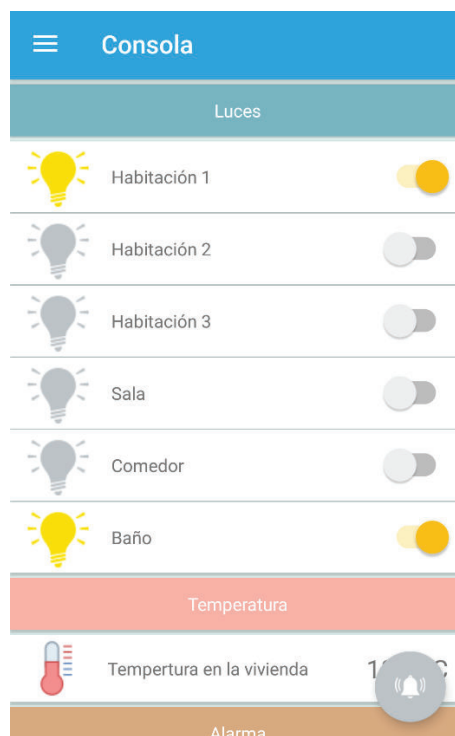 Consola
Luces
Habitación 1
Habitación 2
Habitación 3
Sala
Comedor
Baño
Temperatura
Tempertura en la vivienda
Alarma